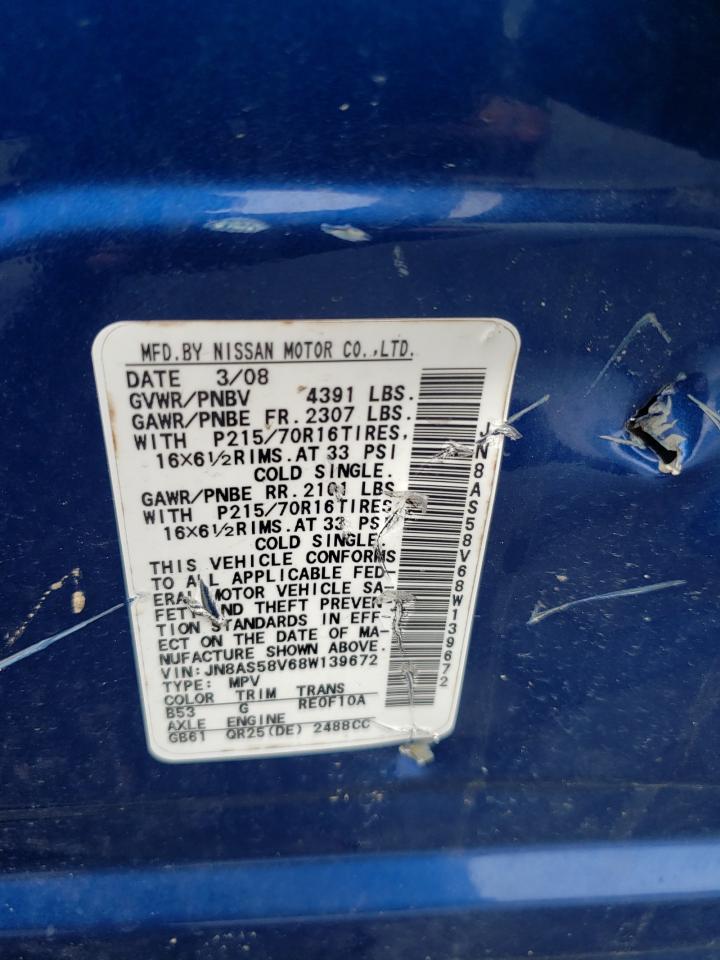 MFD.BY NISSAN MOTOR CO.,LTD.
DATE 3/08
GVWR/PNBV 4391 LBS.
GAWR/PNBE FR.2307 LBS.
WITH P215/70R16TIRES,
16X6½RIMS.AT 33 PSI
COLD SINGLE.
GAWR/PNBE RR.2101 LBS.
WITH P215/70R16TIRES,
16X6½RIMS.AT 33 PSI
COLD SINGLE.
THIS VEHICLE CONFORMS
TO ALL APPLICABLE FED-
ERAL MOTOR VEHICLE SA-
FETY AND THEFT PREVEN-
TION STANDARDS IN EFF-
ECT ON THE DATE OF MA-
NUFACTURE SHOWN ABOVE.
VIN:JN8AS58V68W139672
TYPE: MPV
COLOR TRIM TRANS
B53 G RE0F10A
AXLE ENGINE
GB61 QR25(DE) 2488CC
JN8AS58V68W139672